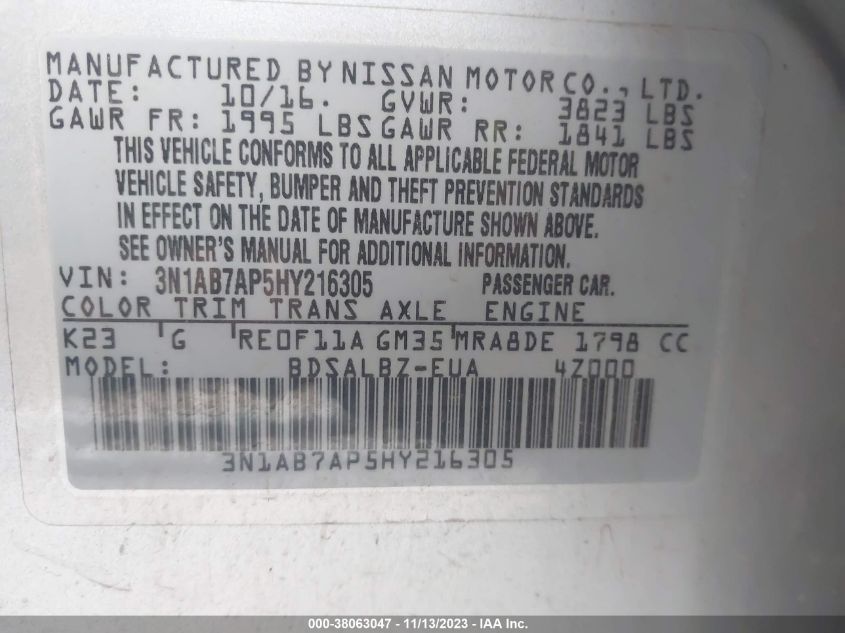 MANUFACTURED BY NISSAN MOTOR CO., LTD.
DATE: 10/16. GVWR: 3823 LBS
GAWR FR: 1995 LBS GAWR RR: 1841 LBS
THIS VEHICLE CONFORMS TO ALL APPLICABLE FEDERAL MOTOR
VEHICLE SAFETY, BUMPER AND THEFT PREVENTION STANDARDS
IN EFFECT ON THE DATE OF MANUFACTURE SHOWN ABOVE.
SEE OWNER'S MANUAL FOR ADDITIONAL INFORMATION.
VIN: 3N1AB7AP5HY216305 PASSENGER CAR.
COLOR TRIM TRANS AXLE ENGINE
K23 G RE0F11A GM35 MRA8DE 1798 CC
MODEL: BDSALBZ-EUA 4Z000
3N1AB7AP5HY216305
000-38063047 - 11/13/2023 - IAA Inc.